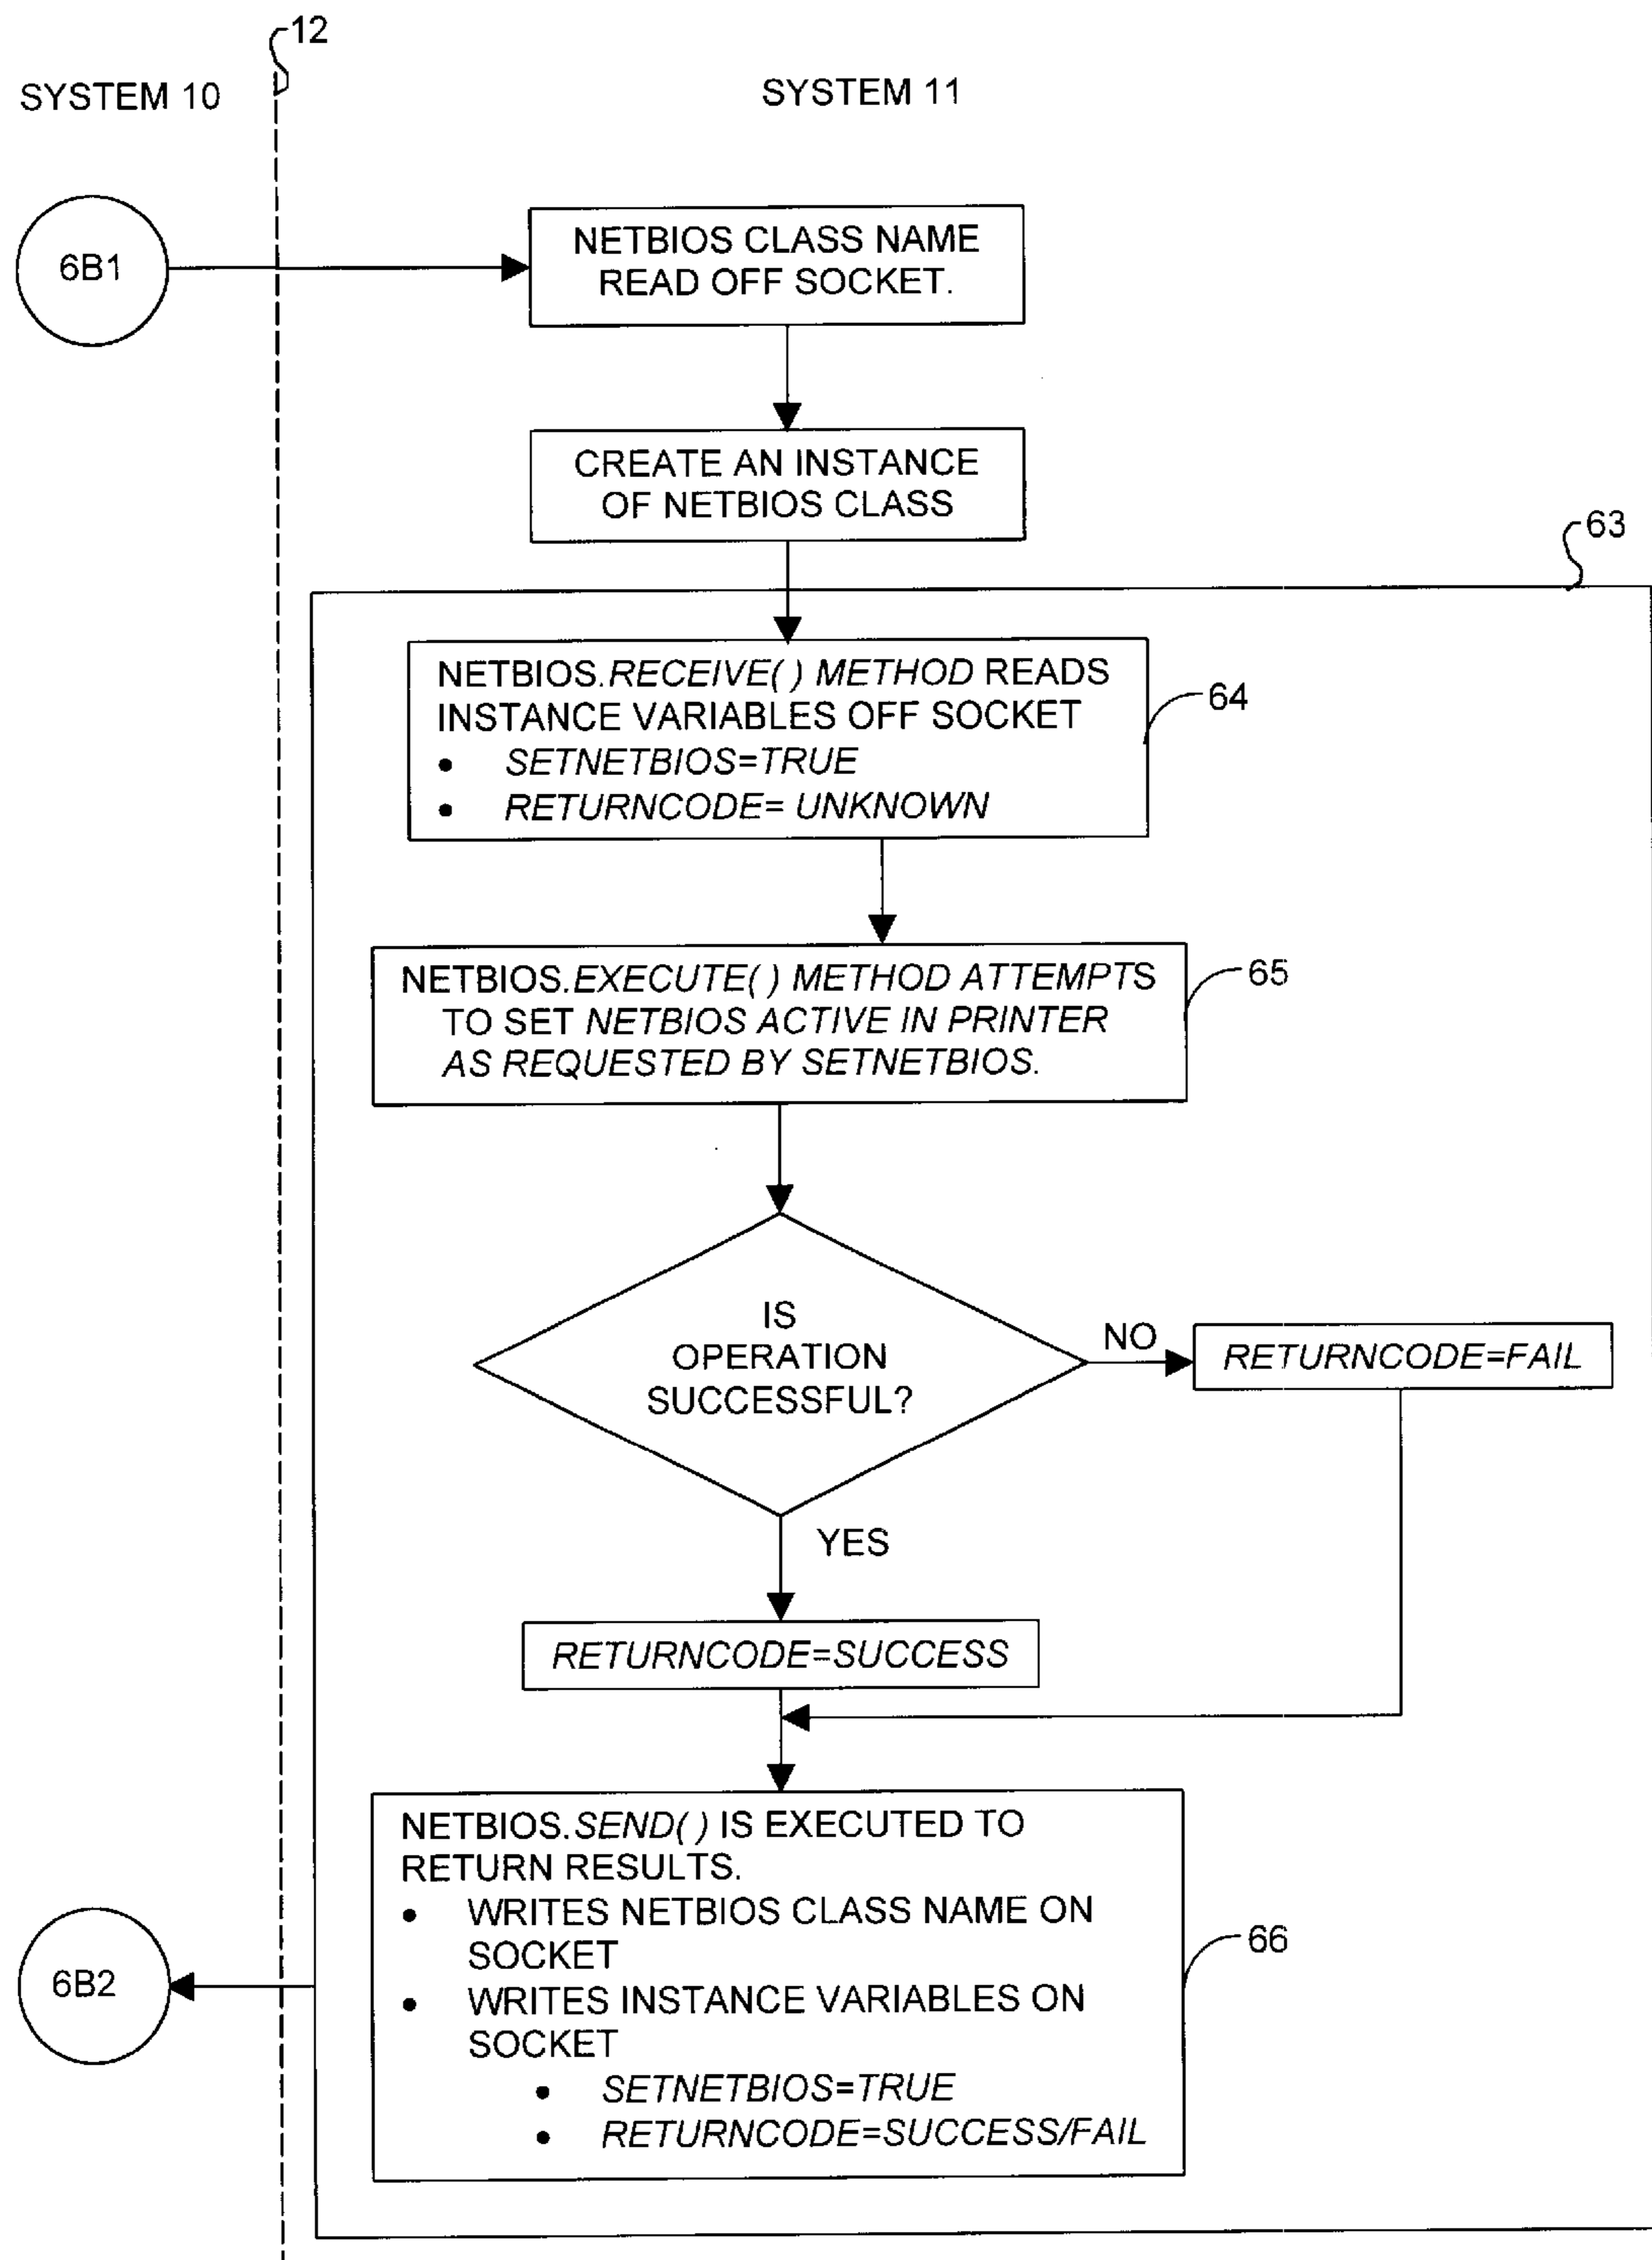 12
SYSTEM 10
SYSTEM 11
6B1
NETBIOS CLASS NAME
READ OFF SOCKET.
CREATE AN INSTANCE
OF NETBIOS CLASS
63
NETBIOS.RECEIVE( ) METHOD READS
INSTANCE VARIABLES OFF SOCKET
• SETNETBIOS=TRUE
• RETURNCODE= UNKNOWN
64
NETBIOS.EXECUTE( ) METHOD ATTEMPTS
TO SET NETBIOS ACTIVE IN PRINTER
AS REQUESTED BY SETNETBIOS.
65
IS
OPERATION
SUCCESSFUL?
NO
RETURNCODE=FAIL
YES
RETURNCODE=SUCCESS
NETBIOS.SEND( ) IS EXECUTED TO
RETURN RESULTS.
• WRITES NETBIOS CLASS NAME ON
SOCKET
• WRITES INSTANCE VARIABLES ON
SOCKET
• SETNETBIOS=TRUE
• RETURNCODE=SUCCESS/FAIL
66
6B2